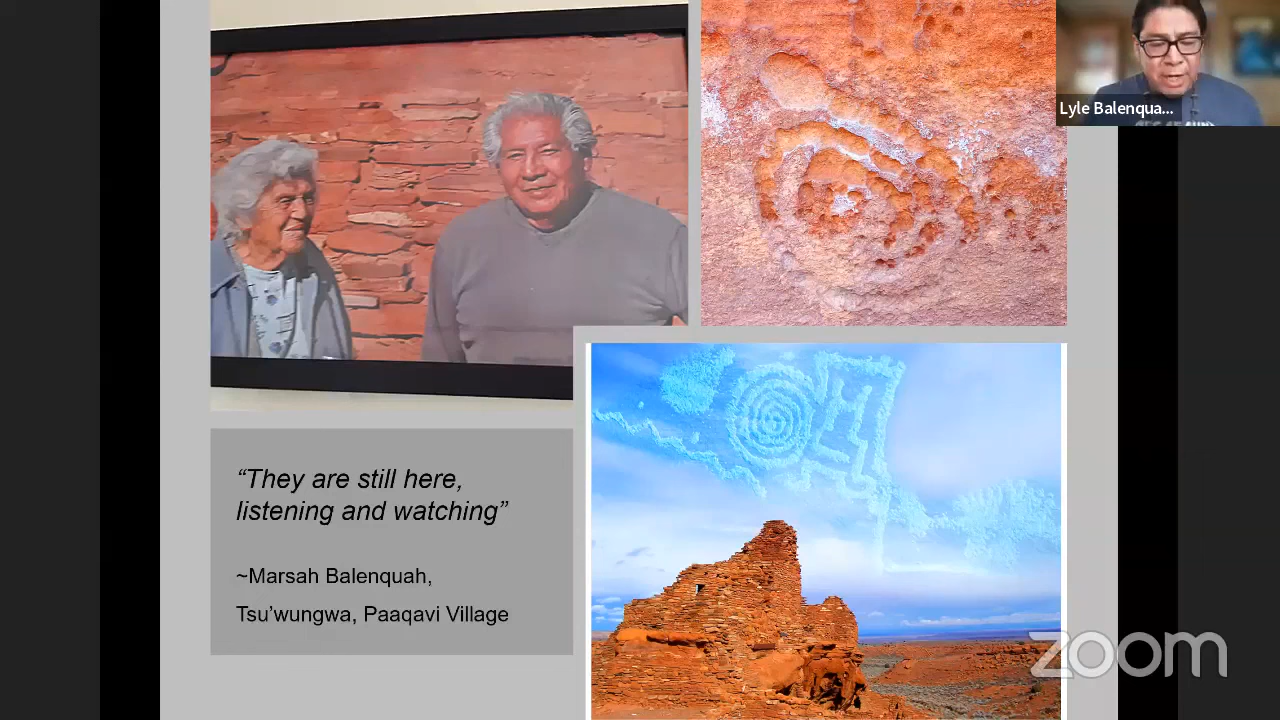 Lyle Balenqua...
“They are still here,
listening and watching”
~Marsah Balenquah,
Tsu’wungwa, Paaqavi Village
zoom